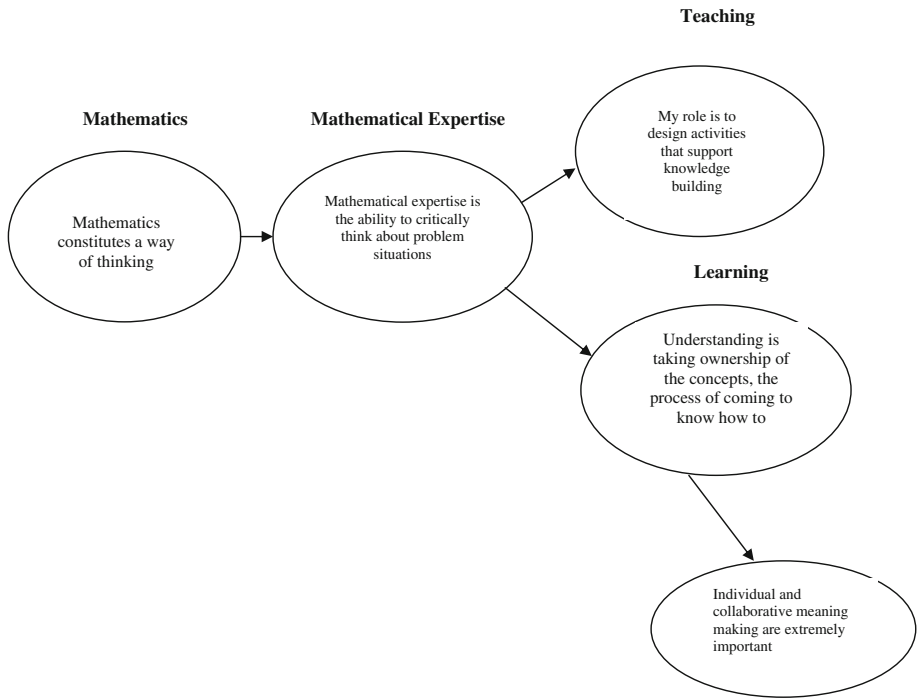 Mathematics
Mathematics
constitutes a way
of thinking
Mathematical Expertise
Mathematical expertise is
the ability to critically
think about problem
situations
Teaching
My role is to
design activities
that support
knowledge
building
Learning
Understanding is
taking ownership of
the concepts, the
process of coming to
know how to
Individual and
collaborative meaning
making are extremely
important